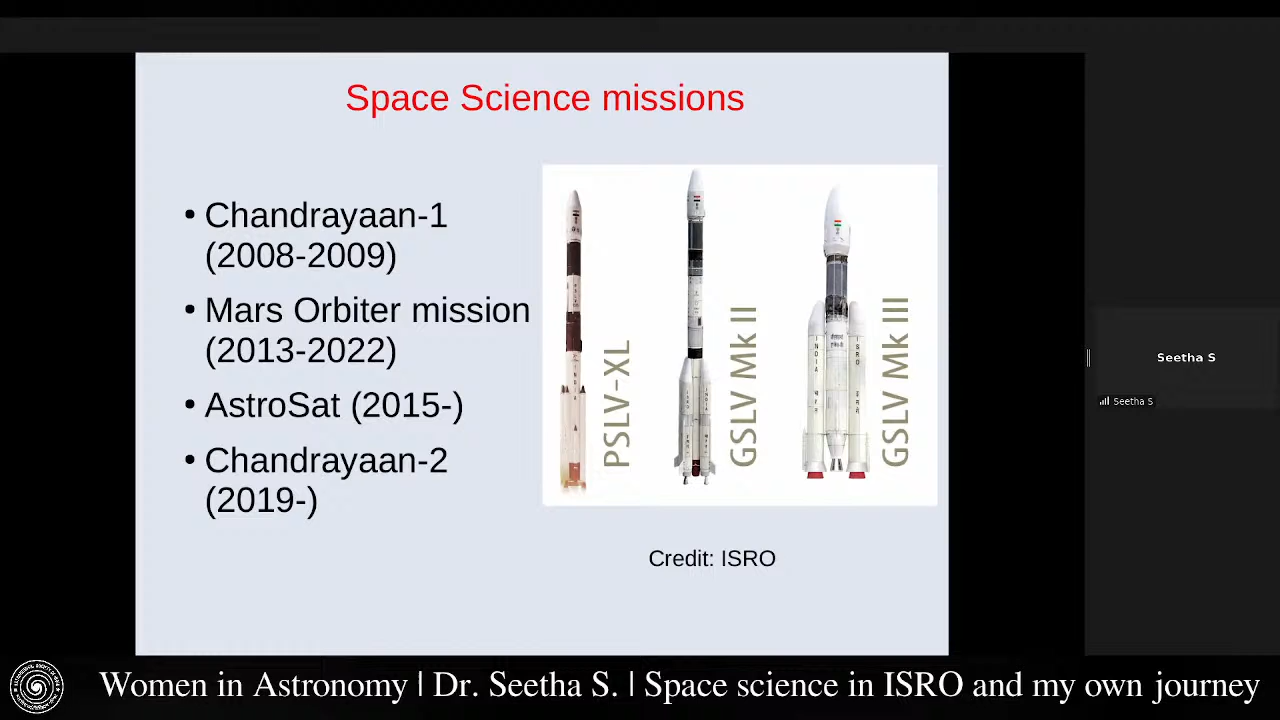 Space Science missions
• Chandrayaan-1
(2008-2009)
• Mars Orbiter mission
(2013-2022)
• AstroSat (2015-)
• Chandrayaan-2
(2019-)
PSLV-XL
GSLV Mk II
GSLV Mk III
INDIA
ISRO
Credit: ISRO
Seetha S
Seetha S
Women in Astronomy | Dr. Seetha S. | Space science in ISRO and my own journey